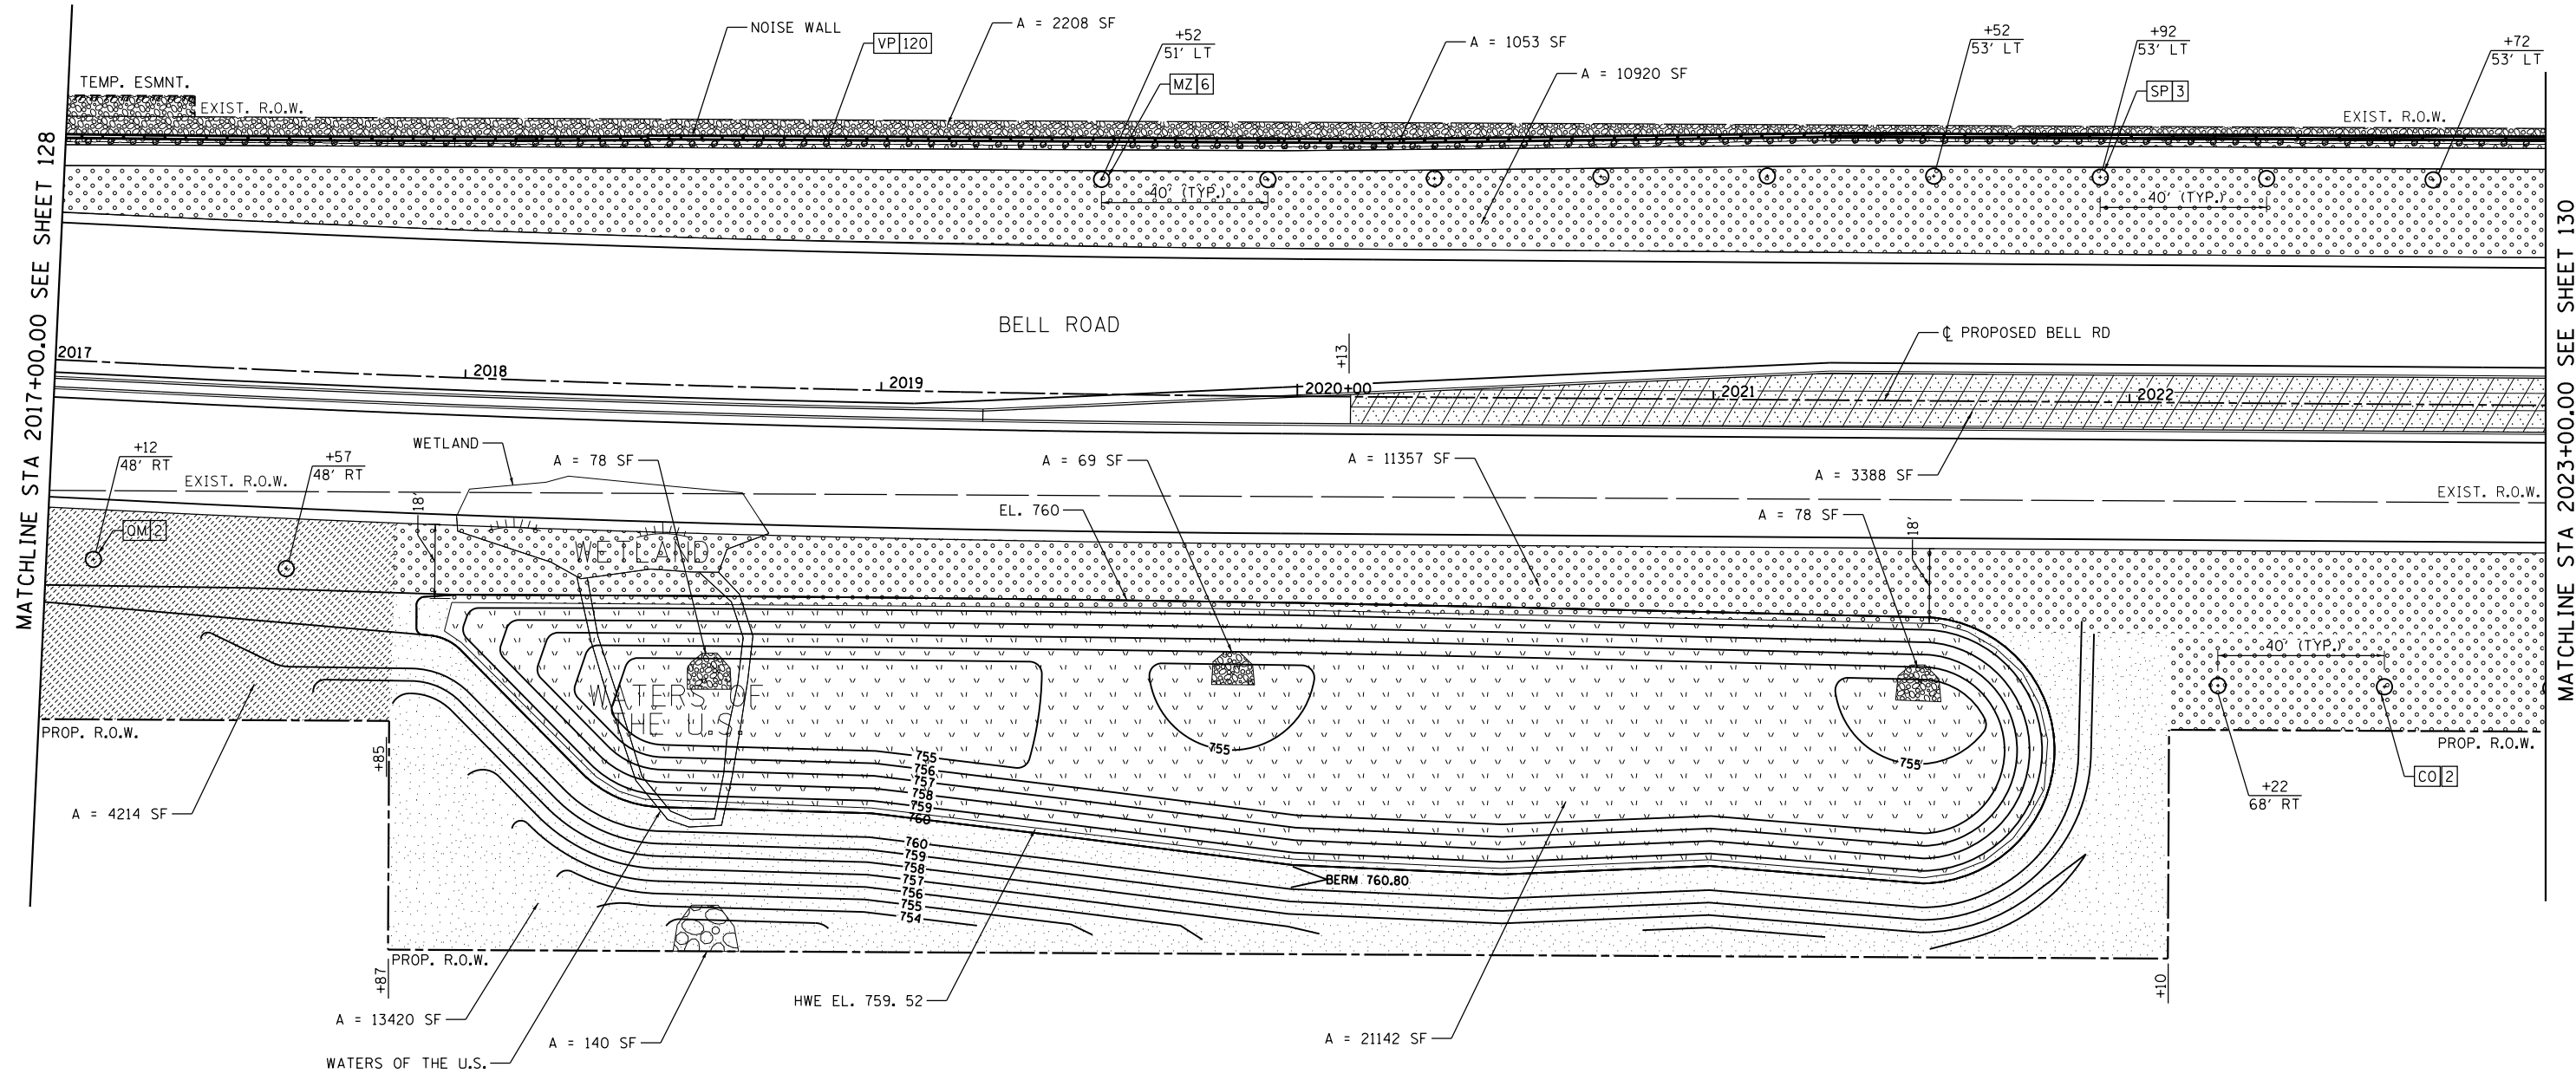 NOISE WALL
A = 2208 SF
VP 120
+52
51' LT
MZ 6
A = 1053 SF
A = 10920 SF
+52
53' LT
+92
53' LT
SP 3
+72
53' LT
TEMP. ESMNT.
EXIST. R.O.W.
EXIST. R.O.W.
40' (TYP.)
40' (TYP.)
MATCHLINE STA 2017+00.00 SEE SHEET 128
MATCHLINE STA 2023+00.00 SEE SHEET 130
BELL ROAD
+13
℄ PROPOSED BELL RD
2017
2018
2019
2020+00
2021
2022
+12
48' RT
+57
48' RT
WETLAND
A = 78 SF
A = 69 SF
A = 11357 SF
A = 3388 SF
EXIST. R.O.W.
EXIST. R.O.W.
18'
EL. 760
A = 78 SF
18'
OM 2
WETLAND
40' (TYP.)
WATERS OF
THE U.S.
PROP. R.O.W.
PROP. R.O.W.
+85
755
756
757
758
759
760
755
755
CO 2
+22
68' RT
A = 4214 SF
760
759
758
757
756
755
754
BERM 760.80
PROP. R.O.W.
+87
+10
HWE EL. 759. 52
A = 13420 SF
A = 140 SF
A = 21142 SF
WATERS OF THE U.S.